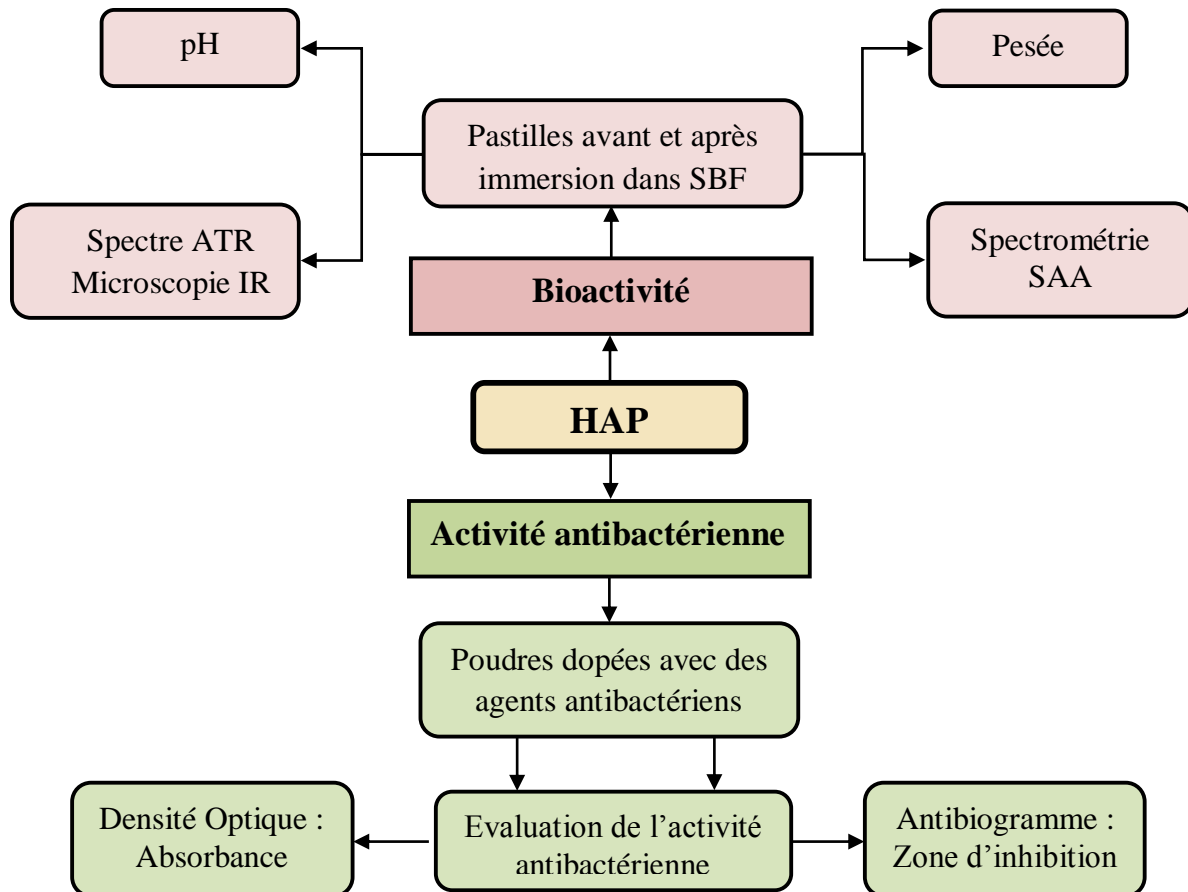 pH
Pesée
Pastilles avant et après
immersion dans SBF
Spectre ATR
Microscopie IR
Spectrométrie
SAA
Bioactivité
HAP
Activité antibactérienne
Poudres dopées avec des
agents antibactériens
Densité Optique :
Absorbance
Evaluation de l’activité
antibactérienne
Antibiogramme :
Zone d’inhibition